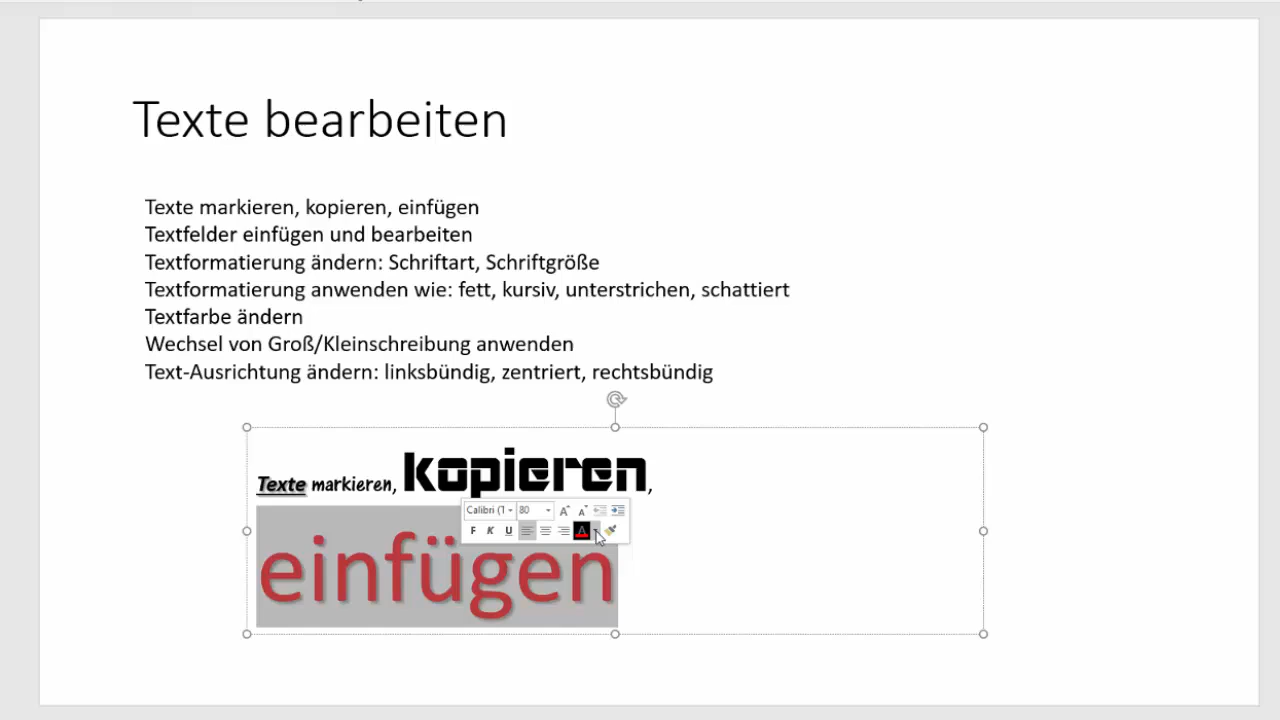 Texte bearbeiten
Texte markieren, kopieren, einfügen
Textfelder einfügen und bearbeiten
Textformatierung ändern: Schriftart, Schriftgröße
Textformatierung anwenden wie: fett, kursiv, unterstrichen, schattiert
Textfarbe ändern
Wechsel von Groß/Kleinschreibung anwenden
Text-Ausrichtung ändern: linksbündig, zentriert, rechtsbündig
Texte markieren, kopieren,
Calibri (T 80 A A
F K U A
einfügen